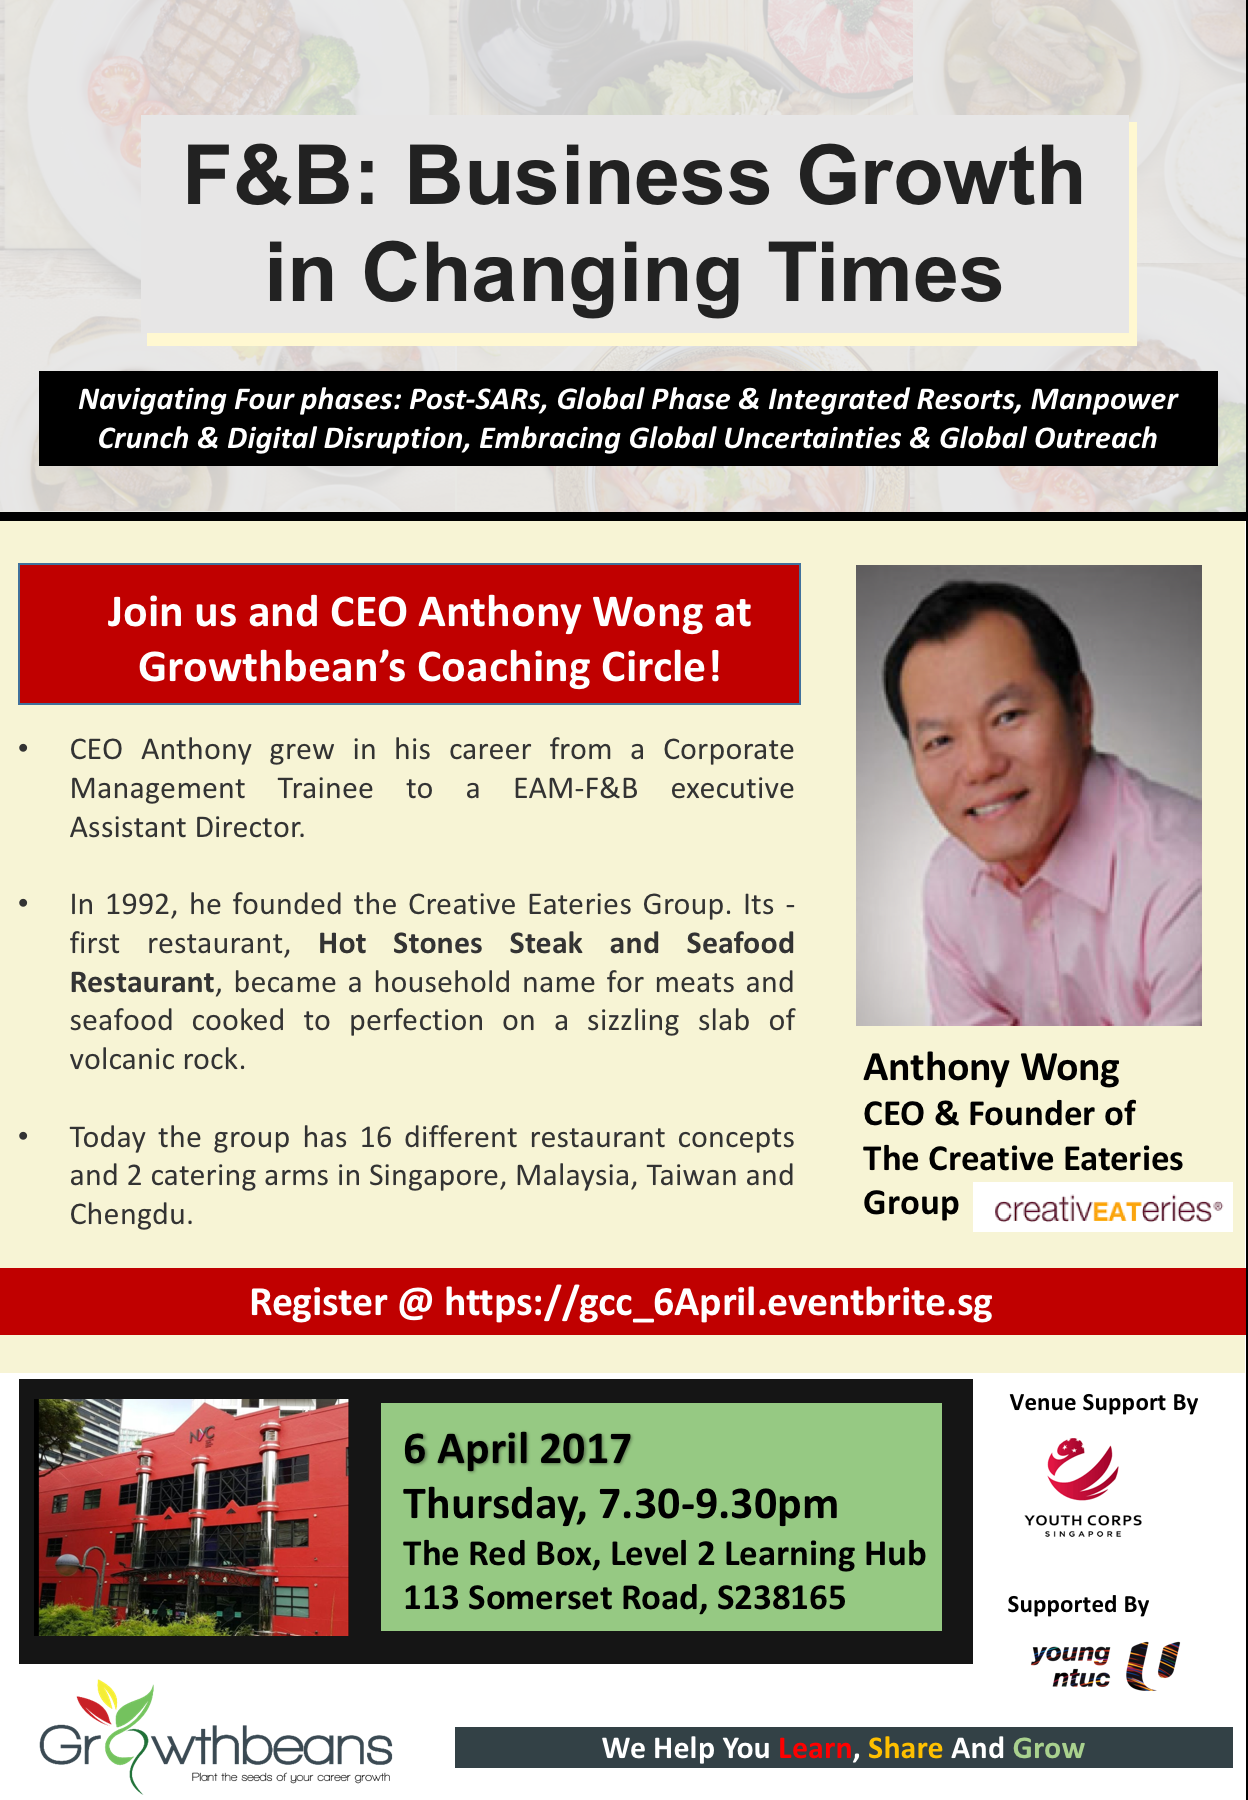 F&B: Business Growth
in Changing Times
Navigating Four phases: Post-SARs, Global Phase & Integrated Resorts, Manpower
Crunch & Digital Disruption, Embracing Global Uncertainties & Global Outreach
Join us and CEO Anthony Wong at
Growthbean’s Coaching Circle!
• CEO Anthony grew in his career from a Corporate
Management Trainee to a EAM-F&B executive
Assistant Director.
• In 1992, he founded the Creative Eateries Group. Its -
first restaurant, Hot Stones Steak and Seafood
Restaurant, became a household name for meats and
seafood cooked to perfection on a sizzling slab of
volcanic rock.
• Today the group has 16 different restaurant concepts
and 2 catering arms in Singapore, Malaysia, Taiwan and
Chengdu.
Anthony Wong
CEO & Founder of
The Creative Eateries
Group
creativEATeries®
Register @ https://gcc_6April.eventbrite.sg
NYC
6 April 2017
Thursday, 7.30-9.30pm
The Red Box, Level 2 Learning Hub
113 Somerset Road, S238165
Venue Support By
YOUTH CORPS
SINGAPORE
Supported By
young
ntuc
U
Growthbeans
Plant the seeds of your career growth
We Help You Learn, Share And Grow